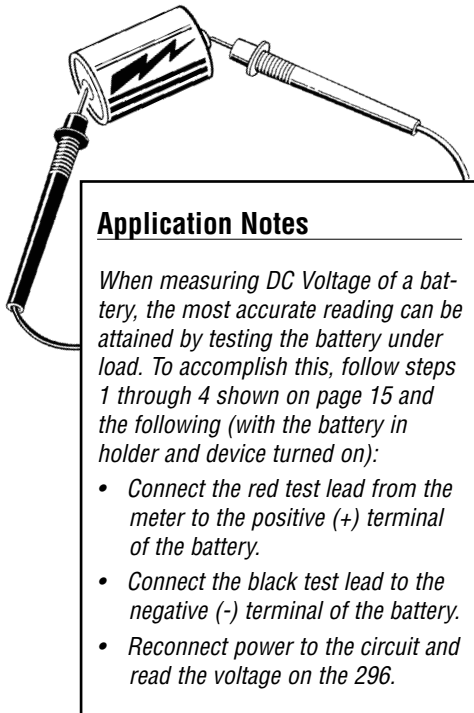 Application Notes
When measuring DC Voltage of a bat-
tery, the most accurate reading can be
attained by testing the battery under
load. To accomplish this, follow steps
1 through 4 shown on page 15 and
the following (with the battery in
holder and device turned on):
• Connect the red test lead from the
meter to the positive (+) terminal
of the battery.
• Connect the black test lead to the
negative (-) terminal of the battery.
• Reconnect power to the circuit and
read the voltage on the 296.